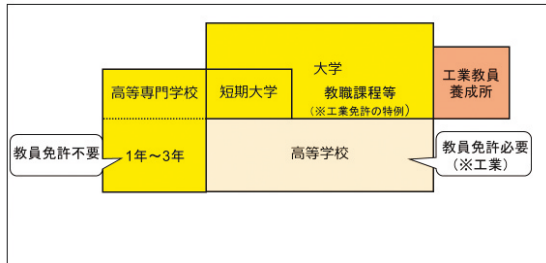 大学
工業教員
養成所
高等専門学校
短期大学
教職課程等
(※工業免許の特例)
教員免許不要
1年～3年
高等学校
教員免許必要
(※工業)